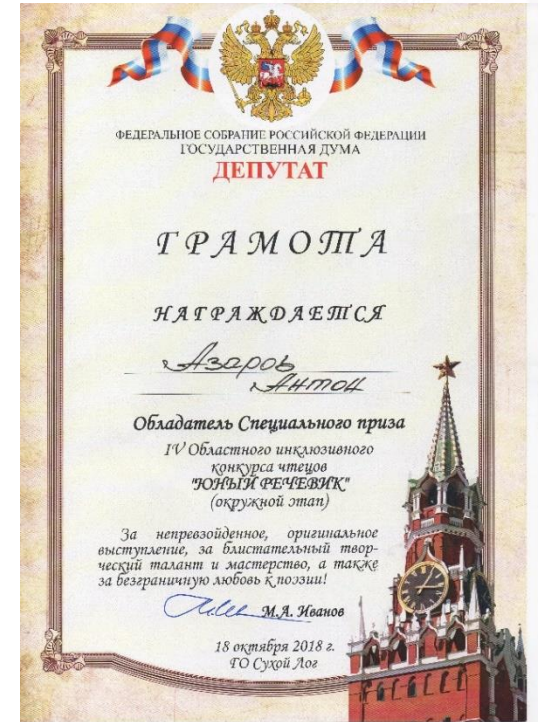 ФЕДЕРАЛЬНОЕ СОБРАНИЕ РОССИЙСКОЙ ФЕДЕРАЦИИ
ГОСУДАРСТВЕННАЯ ДУМА
ДЕПУТАТ
ГРАМОТА
НАГРАЖДАЕТСЯ
Азаров
Антон
Обладатель Специального приза
IV Областного инклюзивного
конкурса чтецов
"ЮНЫЙ РЕЧЕВИК"
(окружной этап)
За непревзойденное, оригинальное
выступление, за блистательный твор-
ческий талант и мастерство, а также
за безграничную любовь к поэзии!
М.А. Иванов
18 октября 2018 г.
ГО Сухой Лог